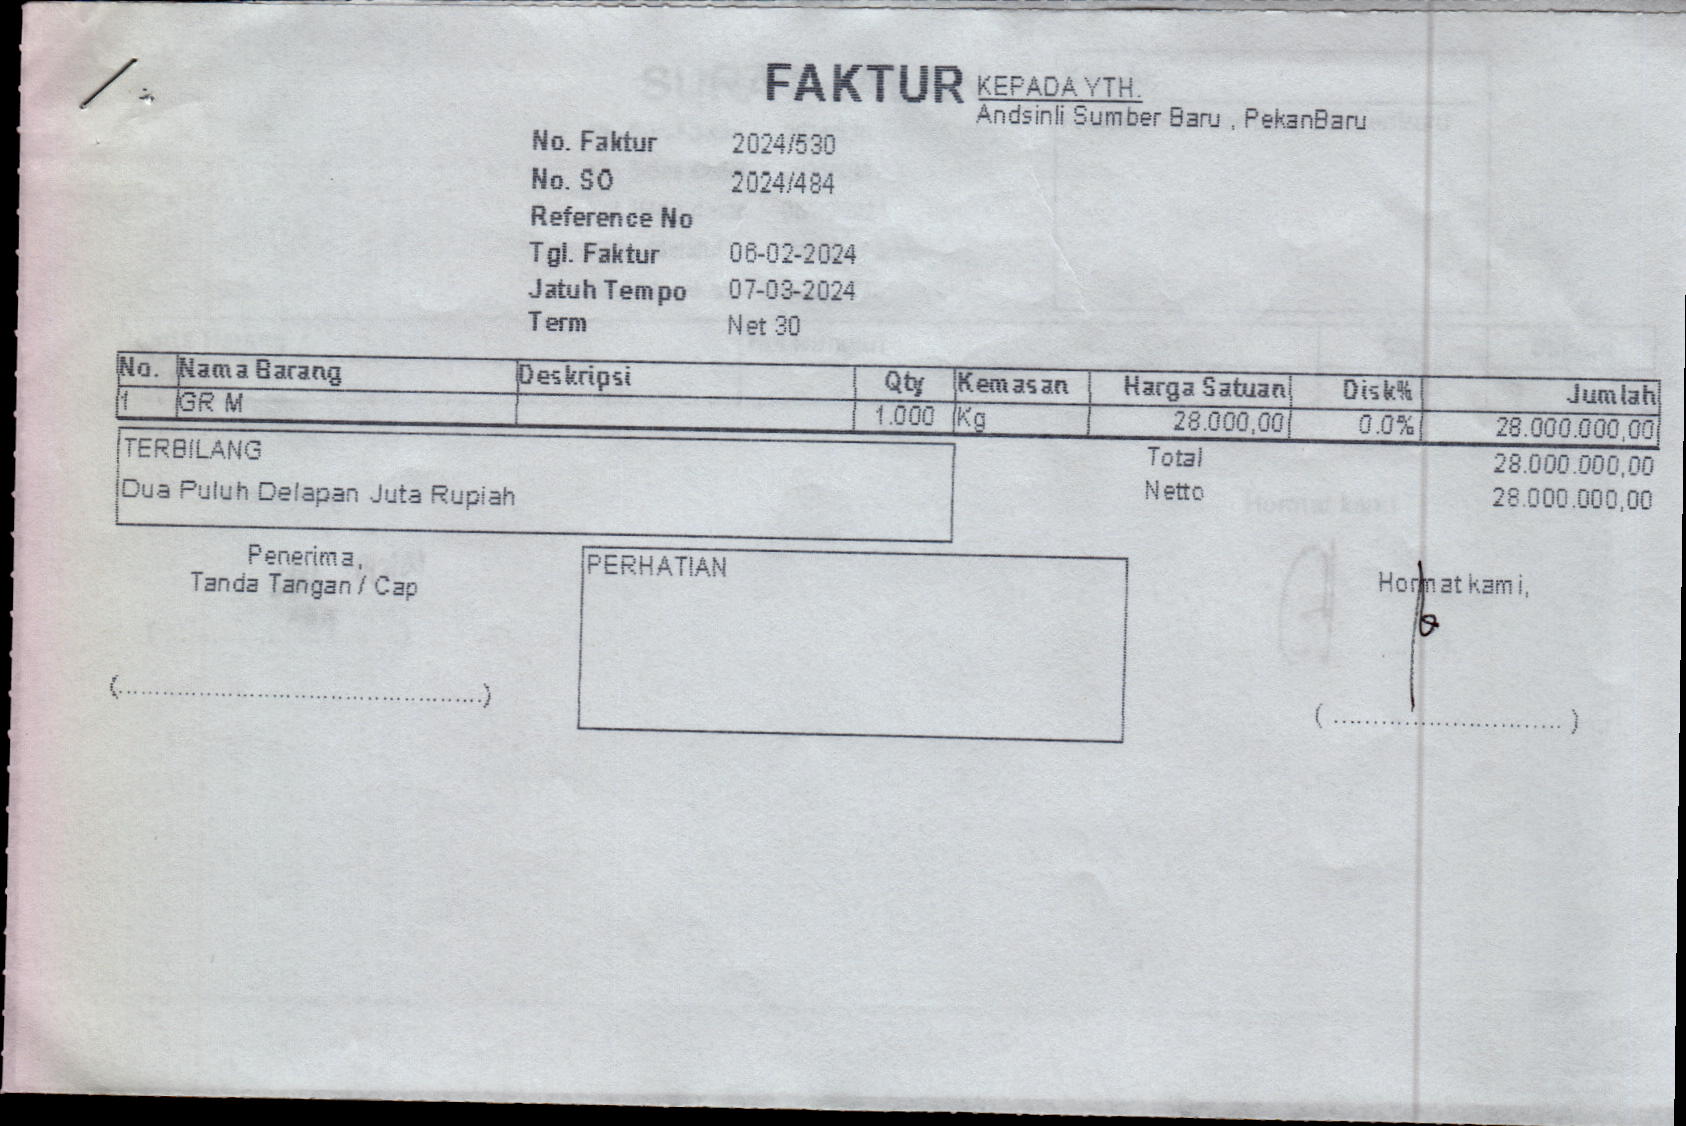 FAKTUR
KEPADA YTH.
Andsinli Sumber Baru , PekanBaru
No. Faktur 2024/530
No. SO 2024/484
Reference No
Tgl. Faktur 06-02-2024
Jatuh Tempo 07-03-2024
Term Net 30
No. Nama Barang Deskripsi Qty Kemasan Harga Satuan Disk% Jumlah
1 GR M 1.000 Kg 28.000,00 0.0% 28.000.000,00
TERBILANG
Dua Puluh Delapan Juta Rupiah
Total 28.000.000,00
Netto 28.000.000,00
Penerima,
Tanda Tangan / Cap
(................................................)
PERHATIAN
Hormat kami,
( ............................. )